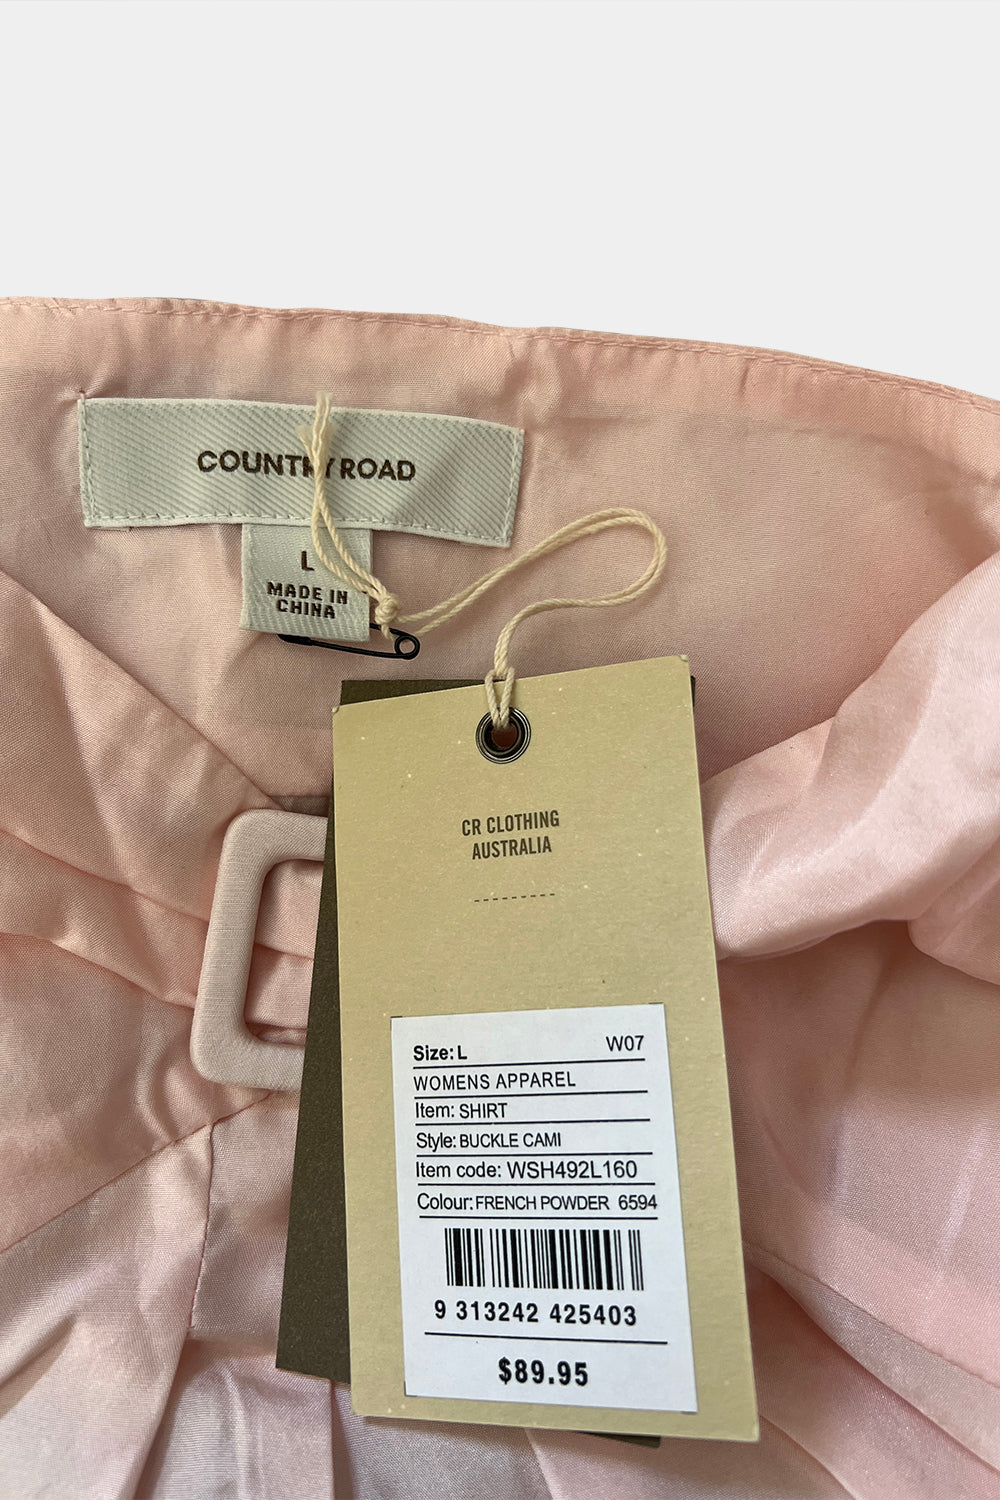 COUNTRY ROAD
L
MADE IN
CHINA
CR CLOTHING
AUSTRALIA
Size: L W07
WOMENS APPAREL
Item: SHIRT
Style: BUCKLE CAMI
Item code: WSH492L160
Colour: FRENCH POWDER 6594
9 313242 425403
$89.95